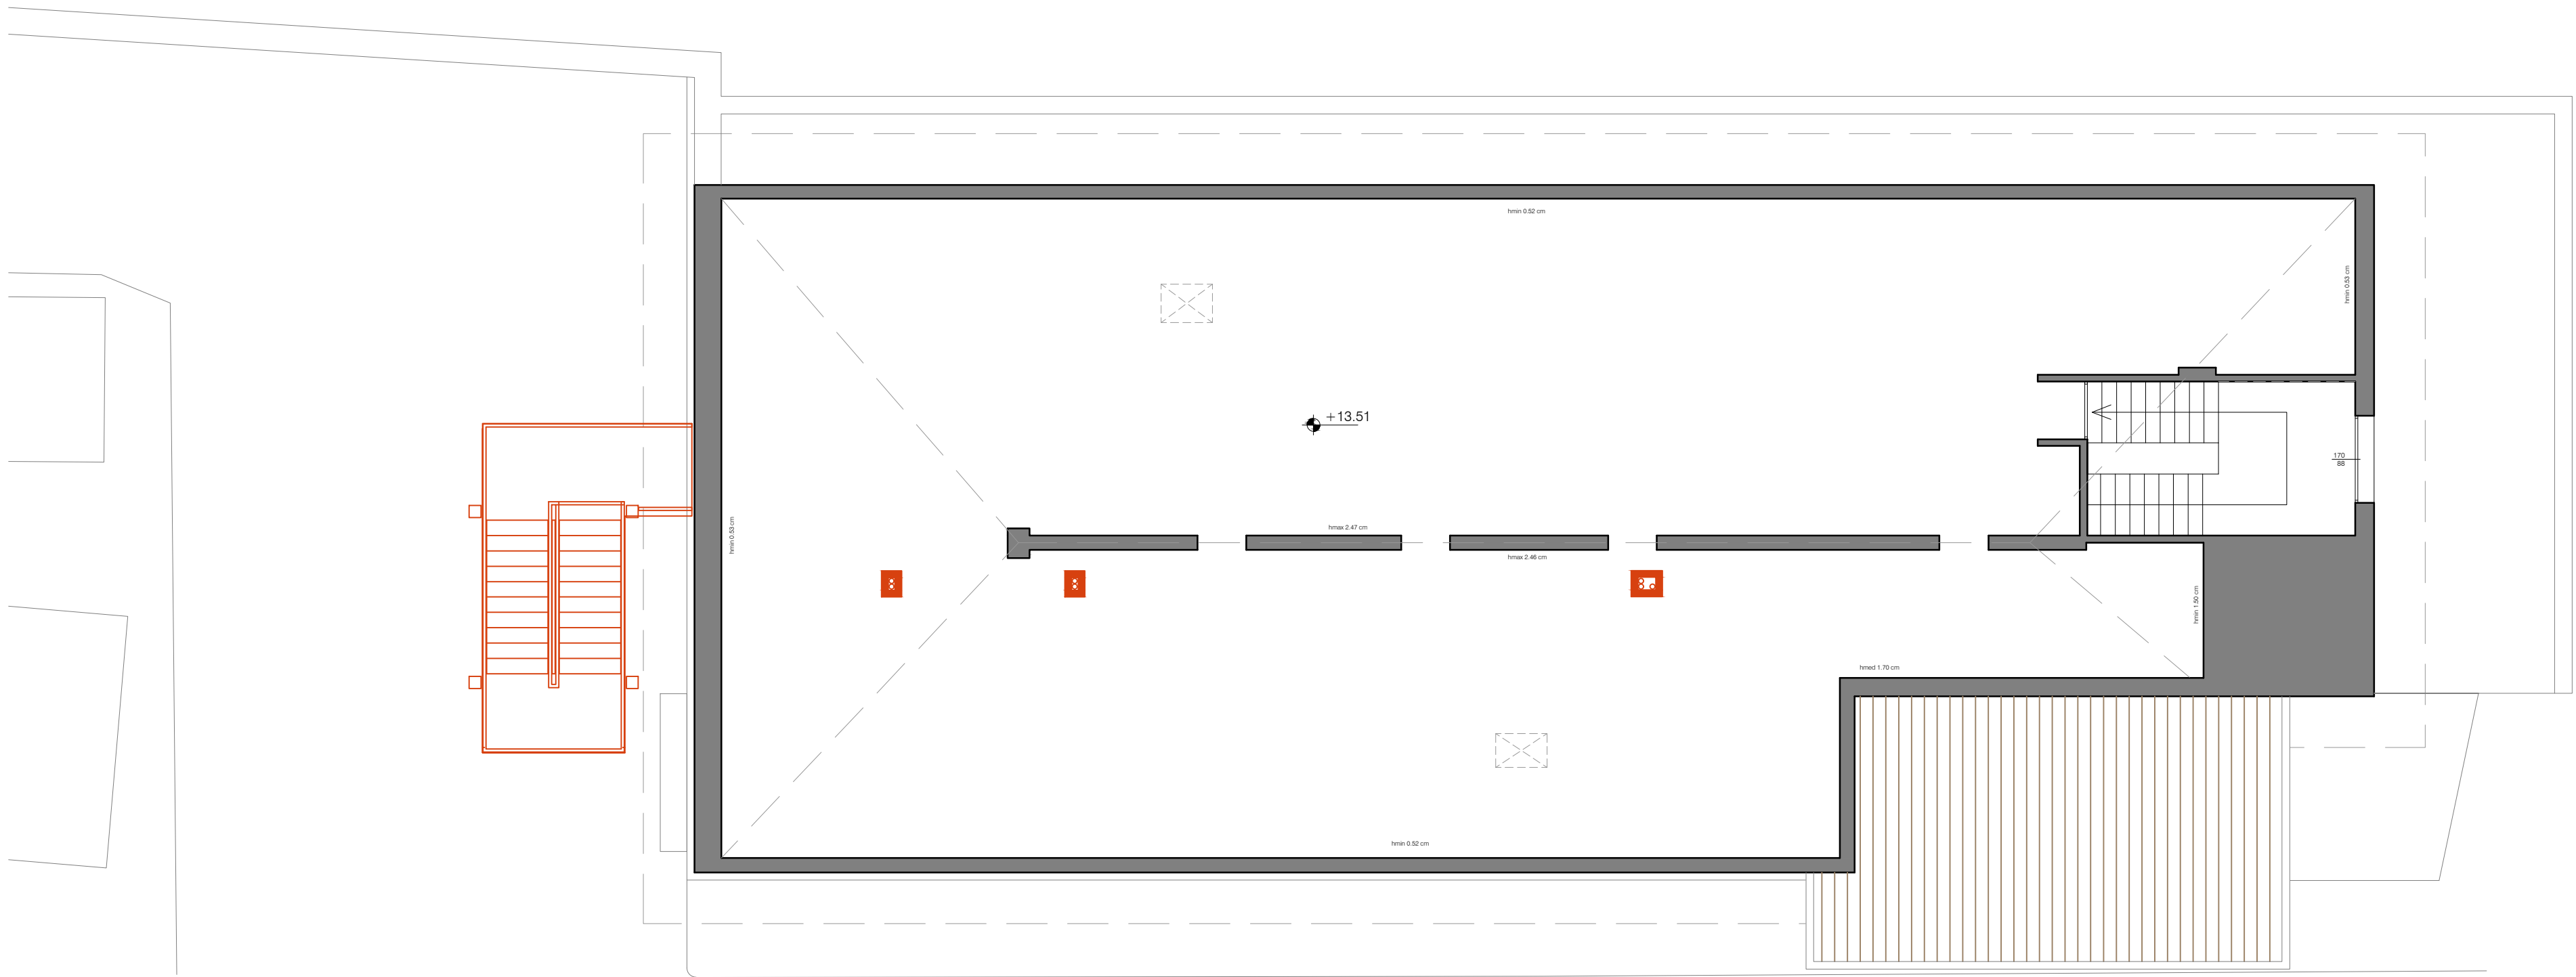 hmin 0.52 cm
hmin 0.53 cm
+13.51
170
88
hmin 0.53 cm
hmax 2.47 cm
hmax 2.46 cm
hmin 1.50 cm
hmed 1.70 cm
hmin 0.52 cm